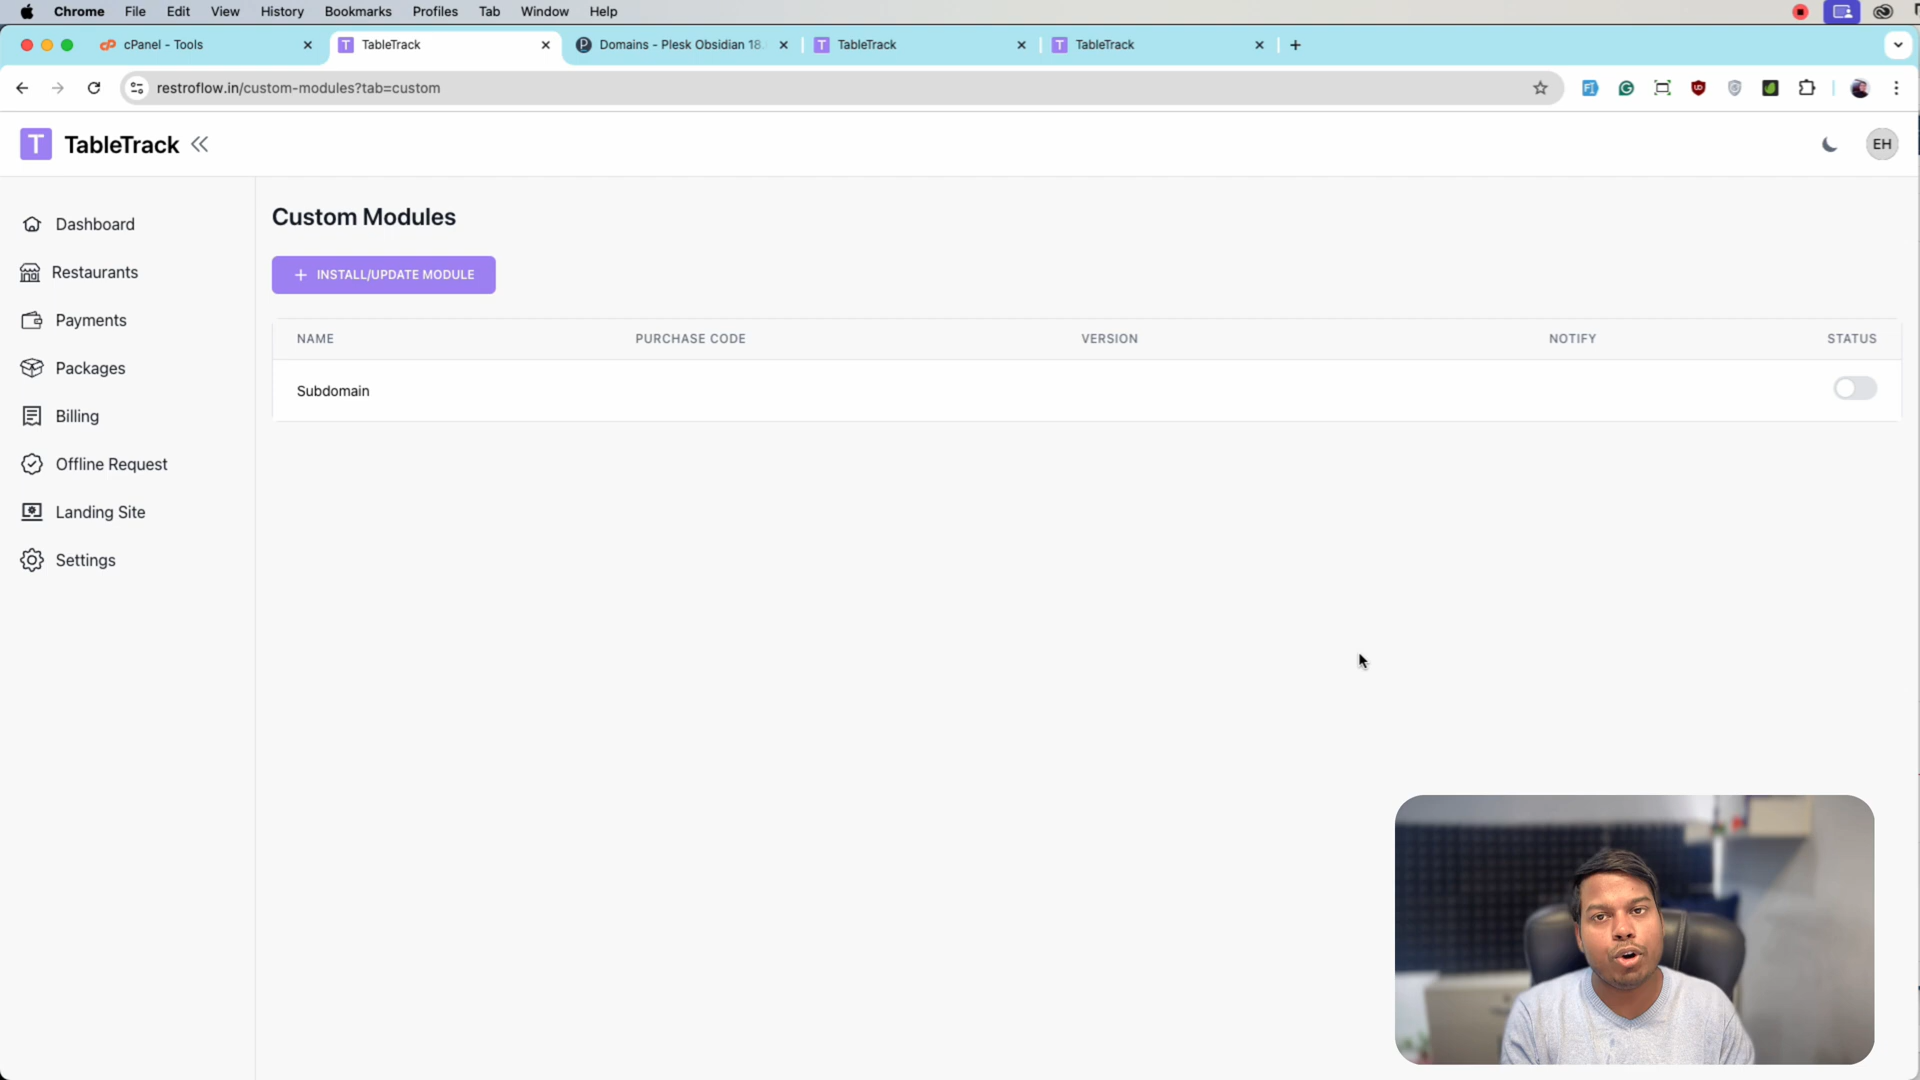 Chrome File Edit View History Bookmarks Profiles Tab Window Help
cPanel - Tools
TableTrack
Domains - Plesk Obsidian 18.
TableTrack
TableTrack
restroflow.in/custom-modules?tab=custom
T TableTrack
EH
Dashboard
Restaurants
Payments
Packages
Billing
Offline Request
Landing Site
Settings
Custom Modules
+ INSTALL/UPDATE MODULE
NAME PURCHASE CODE VERSION NOTIFY STATUS
Subdomain